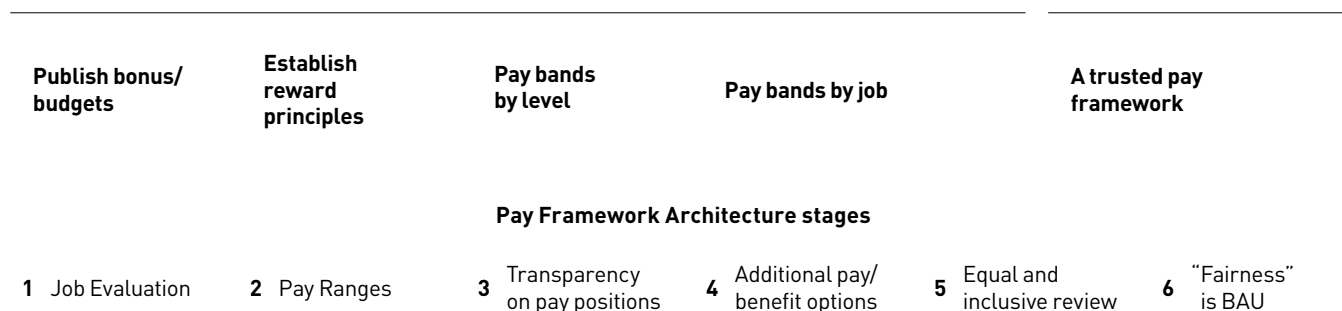 Publish bonus/
budgets
Establish
reward
principles
Pay bands
by level
Pay bands by job
A trusted pay
framework
Pay Framework Architecture stages
1 Job Evaluation
2 Pay Ranges
3 Transparency
on pay positions
4 Additional pay/
benefit options
5 Equal and
inclusive review
6 “Fairness”
is BAU